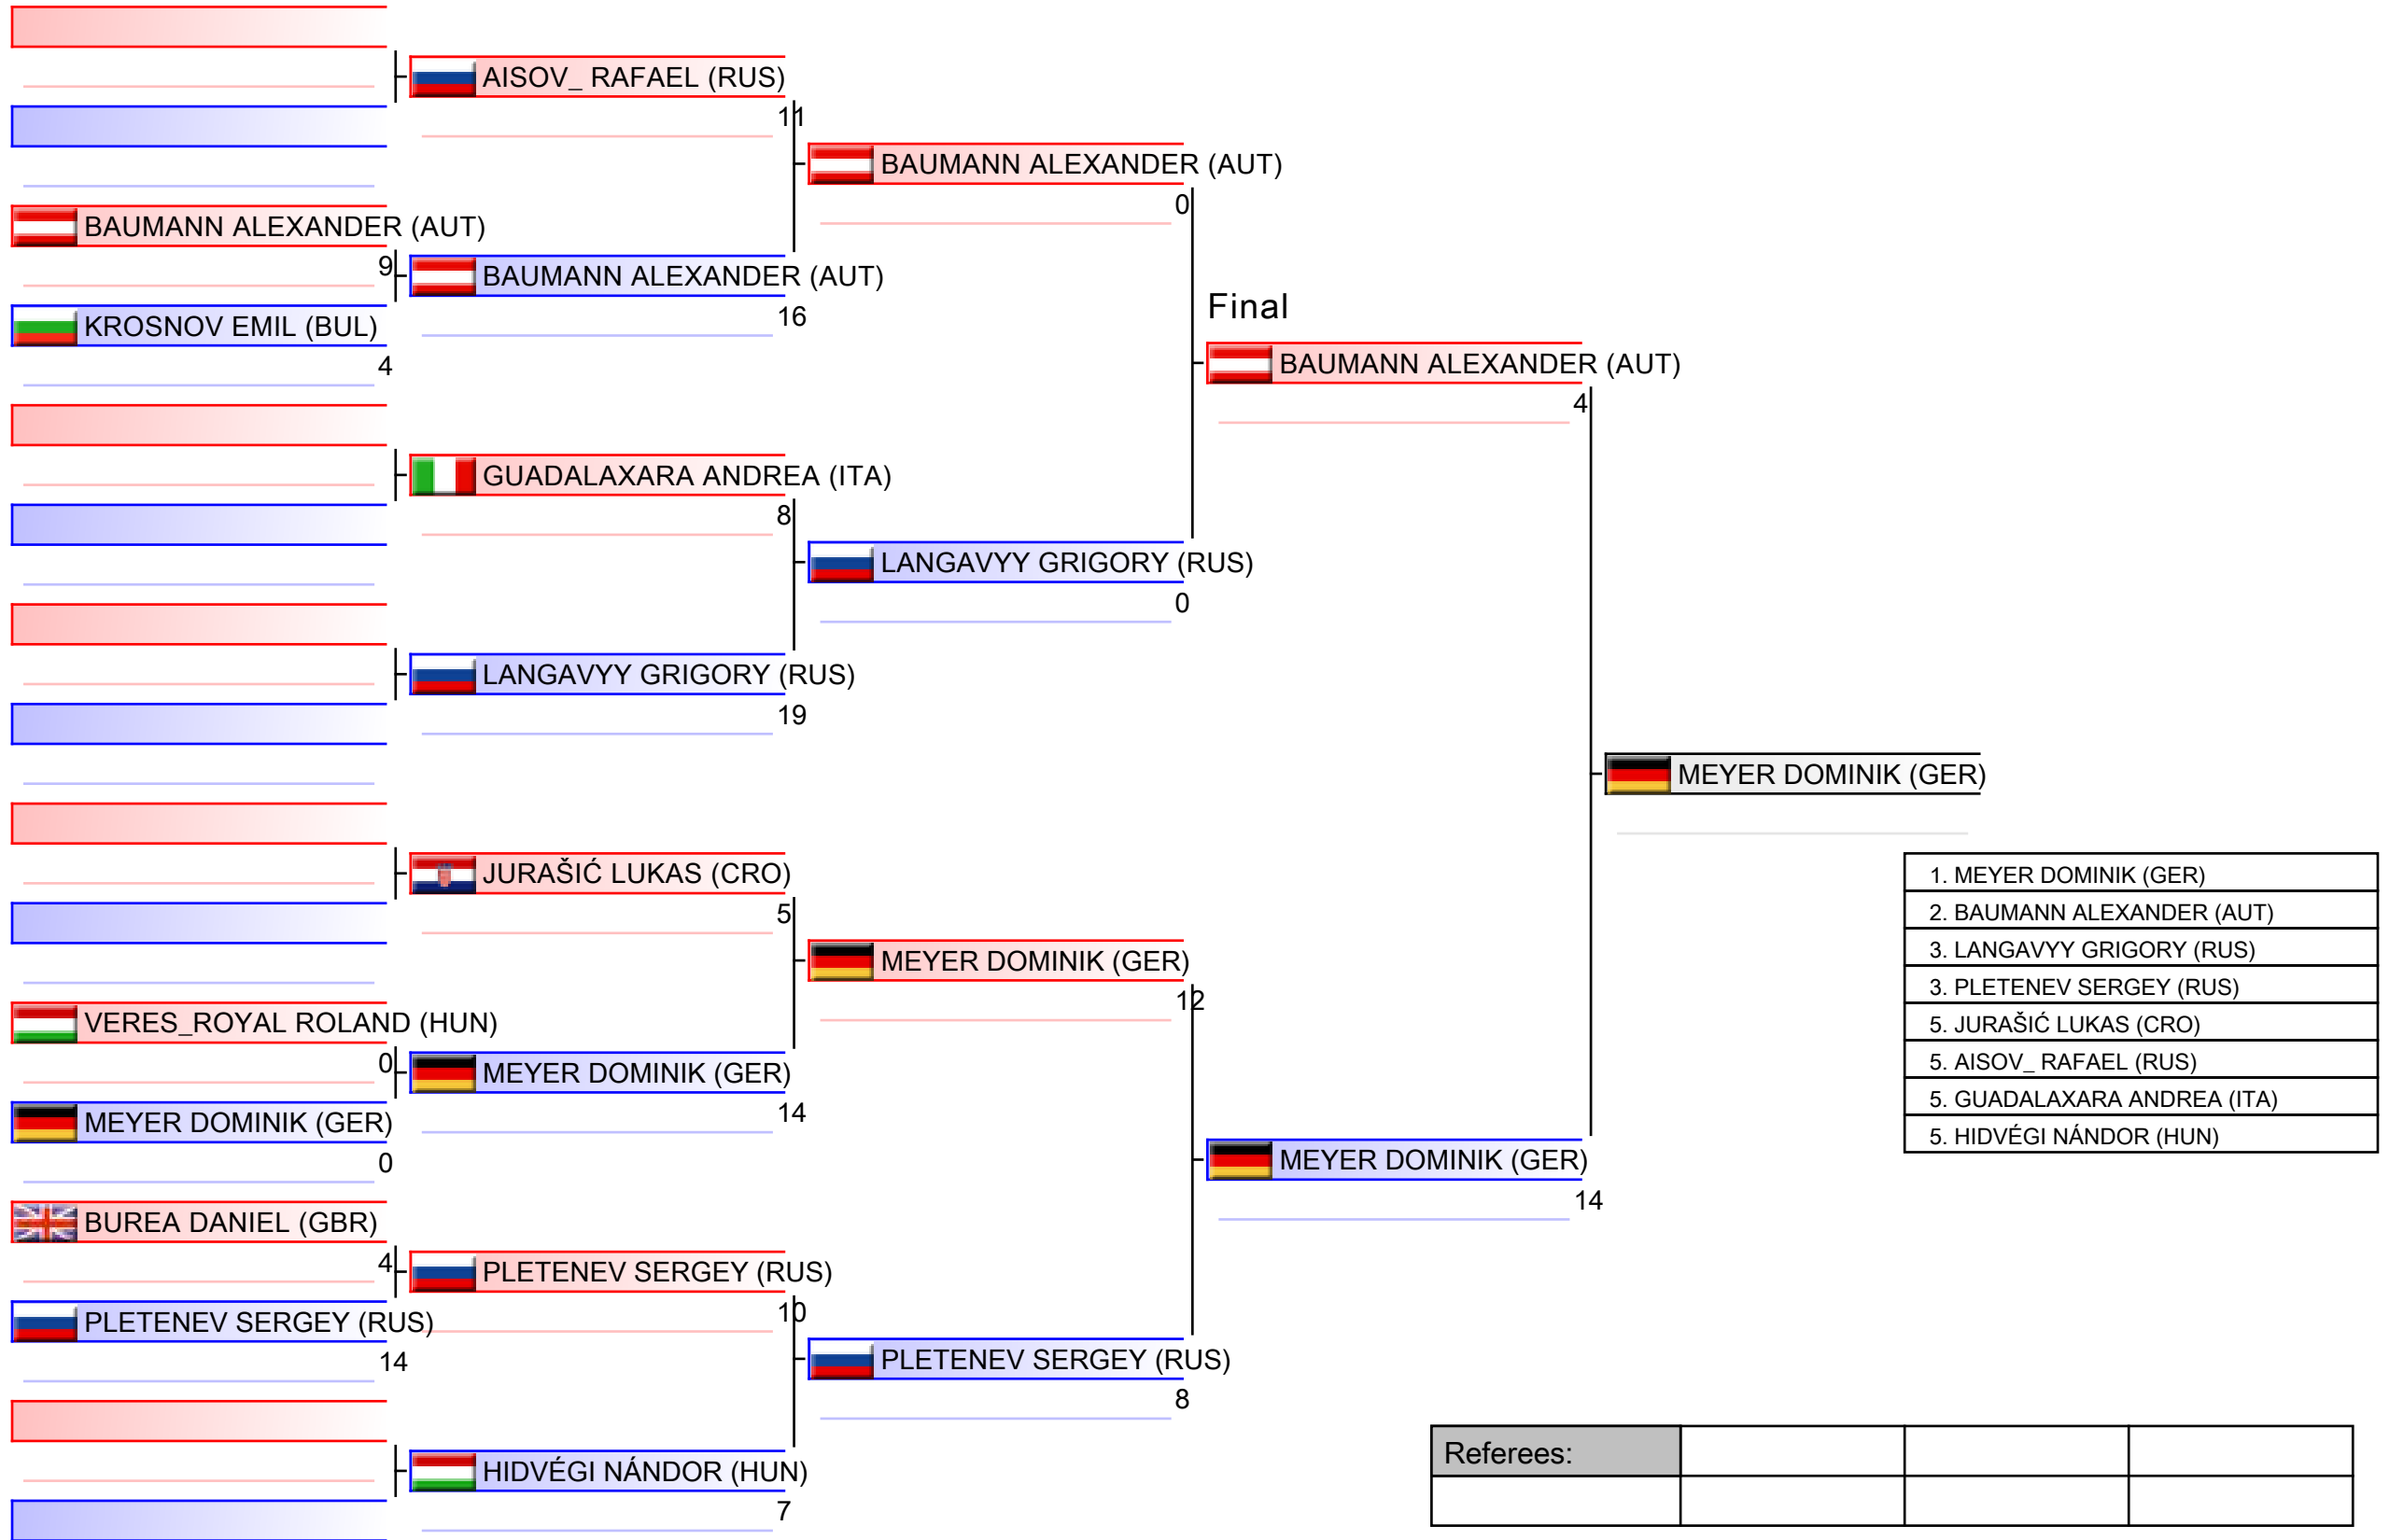 AISOV_ RAFAEL (RUS)
11
BAUMANN ALEXANDER (AUT)
0
BAUMANN ALEXANDER (AUT)
9
BAUMANN ALEXANDER (AUT)
16
KROSNOV EMIL (BUL)
4
Final
BAUMANN ALEXANDER (AUT)
4
GUADALAXARA ANDREA (ITA)
8
LANGAVYY GRIGORY (RUS)
0
LANGAVYY GRIGORY (RUS)
19
MEYER DOMINIK (GER)
JURAŠIĆ LUKAS (CRO)
5
MEYER DOMINIK (GER)
12
VERES_ROYAL ROLAND (HUN)
0
MEYER DOMINIK (GER)
14
MEYER DOMINIK (GER)
0
MEYER DOMINIK (GER)
14
BUREA DANIEL (GBR)
4
PLETENEV SERGEY (RUS)
10
PLETENEV SERGEY (RUS)
14
PLETENEV SERGEY (RUS)
8
HIDVÉGI NÁNDOR (HUN)
7
1. MEYER DOMINIK (GER)
2. BAUMANN ALEXANDER (AUT)
3. LANGAVYY GRIGORY (RUS)
3. PLETENEV SERGEY (RUS)
5. JURAŠIĆ LUKAS (CRO)
5. AISOV_ RAFAEL (RUS)
5. GUADALAXARA ANDREA (ITA)
5. HIDVÉGI NÁNDOR (HUN)
Referees: